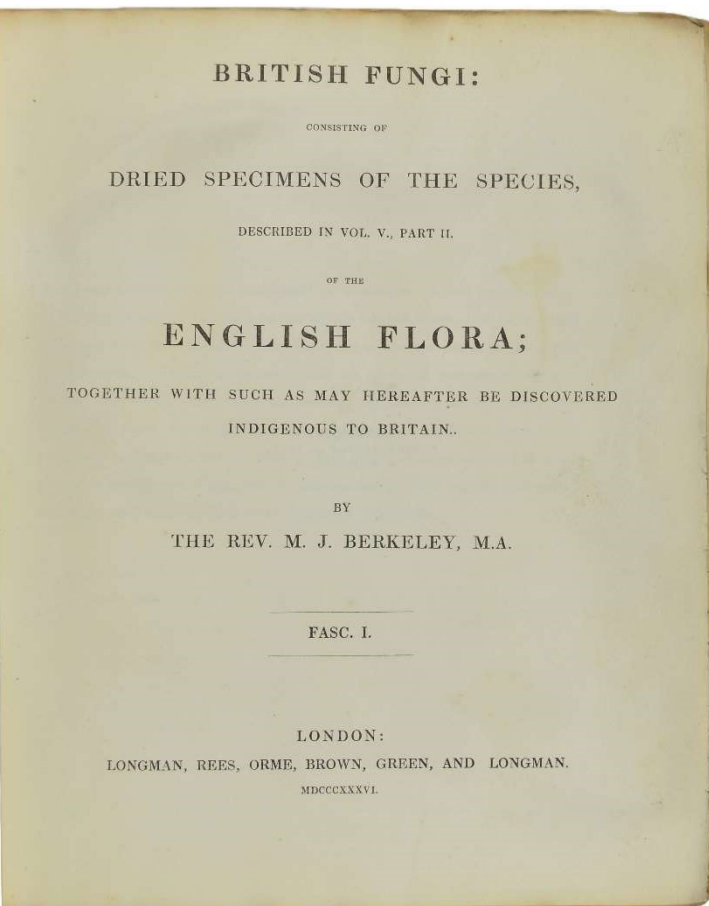 BRITISH FUNGI:
CONSISTING OF
DRIED SPECIMENS OF THE SPECIES,
DESCRIBED IN VOL. V., PART II.
OF THE
ENGLISH FLORA;
TOGETHER WITH SUCH AS MAY HEREAFTER BE DISCOVERED
INDIGENOUS TO BRITAIN..
BY
THE REV. M. J. BERKELEY, M.A.
FASC. I.
LONDON:
LONGMAN, REES, ORME, BROWN, GREEN, AND LONGMAN.
MDCCCXXXVI.